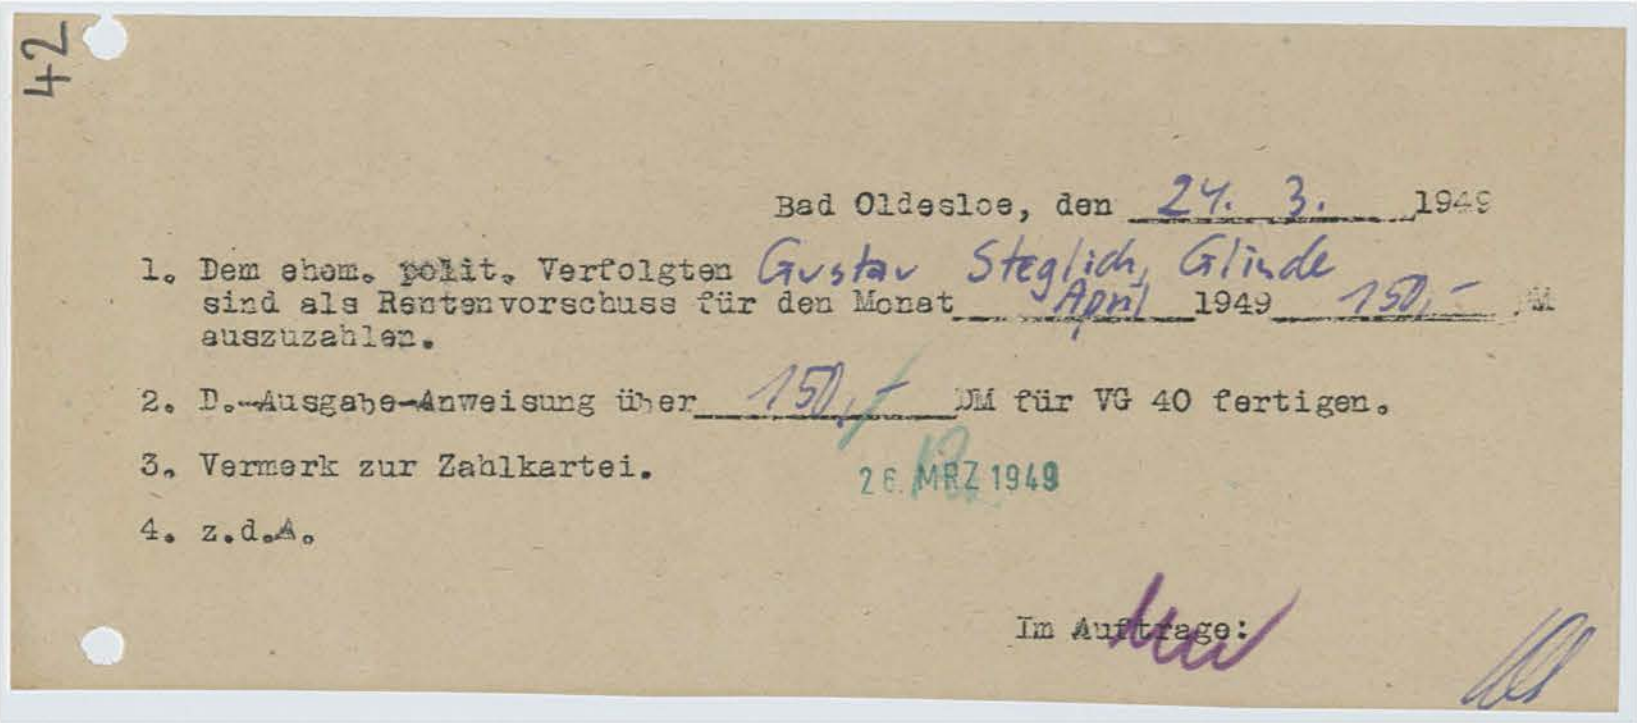 42
Bad Oldesloe, den 24. 3. 1949
1. Dem ehem. polit. Verfolgten Gustav Steglich, Glinde
sind als Rentenvorschuss für den Monat April 1949 150,- DM
auszuzahlen.
2. D.-Ausgabe-Anweisung über 150,- DM für VG 40 fertigen.
3. Vermerk zur Zahlkartei.
26. MRZ 1949
4. z.d.A.
Im Auftrage: